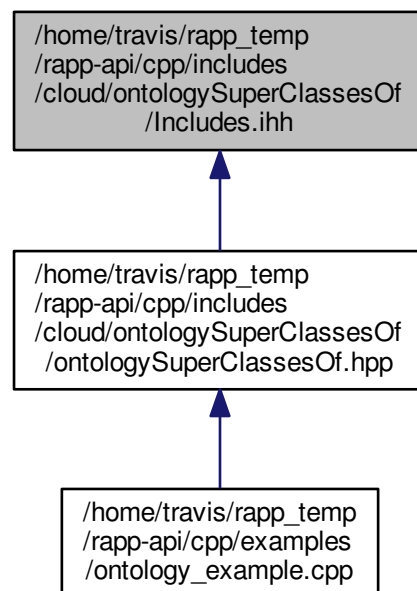 /home/travis/rapp_temp
/rapp-api/cpp/includes
/cloud/ontologySuperClassesOf
/Includes.ihh
/home/travis/rapp_temp
/rapp-api/cpp/includes
/cloud/ontologySuperClassesOf
/ontologySuperClassesOf.hpp
/home/travis/rapp_temp
/rapp-api/cpp/examples
/ontology_example.cpp